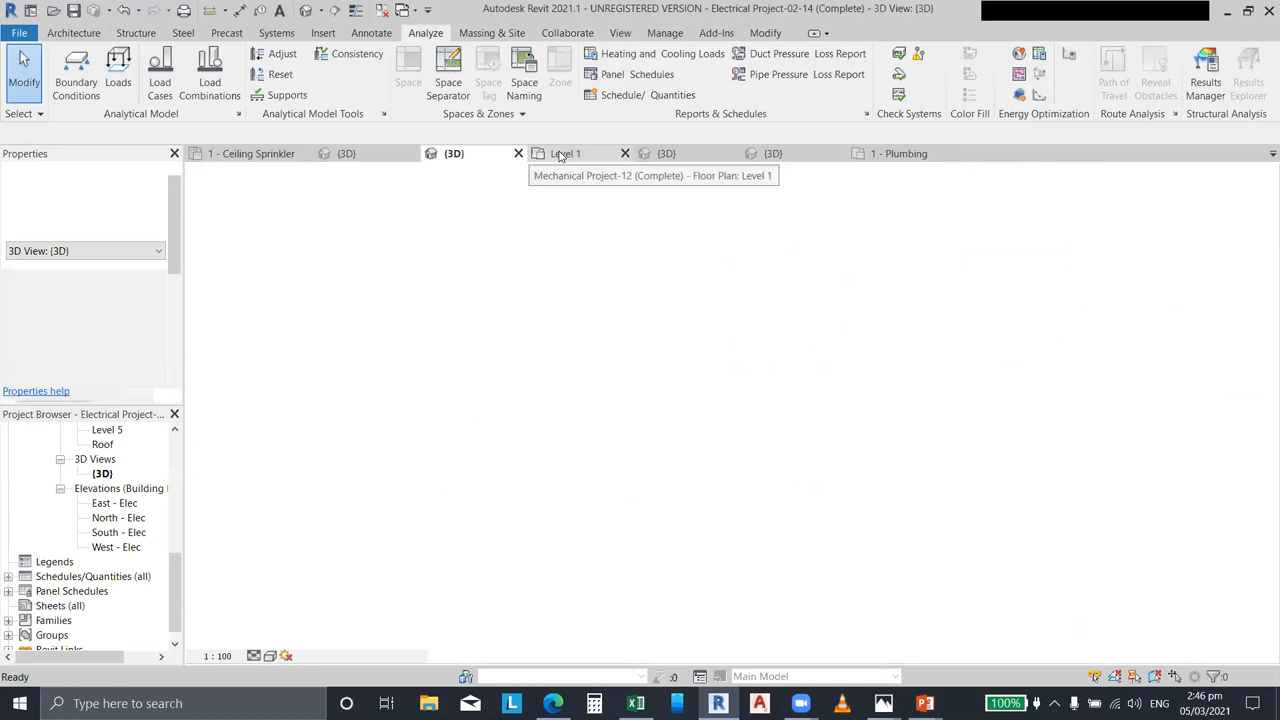 Autodesk Revit 2021.1 - UNREGISTERED VERSION - Electrical Project-02-14 (Complete) - 3D View: {3D}
File Architecture Structure Steel Precast Systems Insert Annotate Analyze Massing & Site Collaborate View Manage Add-Ins Modify
Modify
Boundary Conditions
Loads
Load Cases
Load Combinations
Adjust
Reset
Supports
Consistency
Space
Space Separator
Space Tag
Space Naming
Zone
Heating and Cooling Loads
Panel Schedules
Schedule/ Quantities
Duct Pressure Loss Report
Pipe Pressure Loss Report
Path of Travel
Reveal Obstacles
Results Manager
Results Explorer
Select Analytical Model Analytical Model Tools Spaces & Zones Reports & Schedules Check Systems Color Fill Energy Optimization Route Analysis Structural Analysis
Properties
1 - Ceiling Sprinkler {3D} {3D} Level 1 {3D} {3D} 1 - Plumbing
Mechanical Project-12 (Complete) - Floor Plan: Level 1
3D View: {3D}
Properties help
Project Browser - Electrical Project-...
Level 5
Roof
3D Views
{3D}
Elevations (Building
East - Elec
North - Elec
South - Elec
West - Elec
Legends
Schedules/Quantities (all)
Panel Schedules
Sheets (all)
Families
Groups
Revit Links
1 : 100
Ready
:0
Main Model
:0
Type here to search
100%
ENG
2:46 pm
05/03/2021